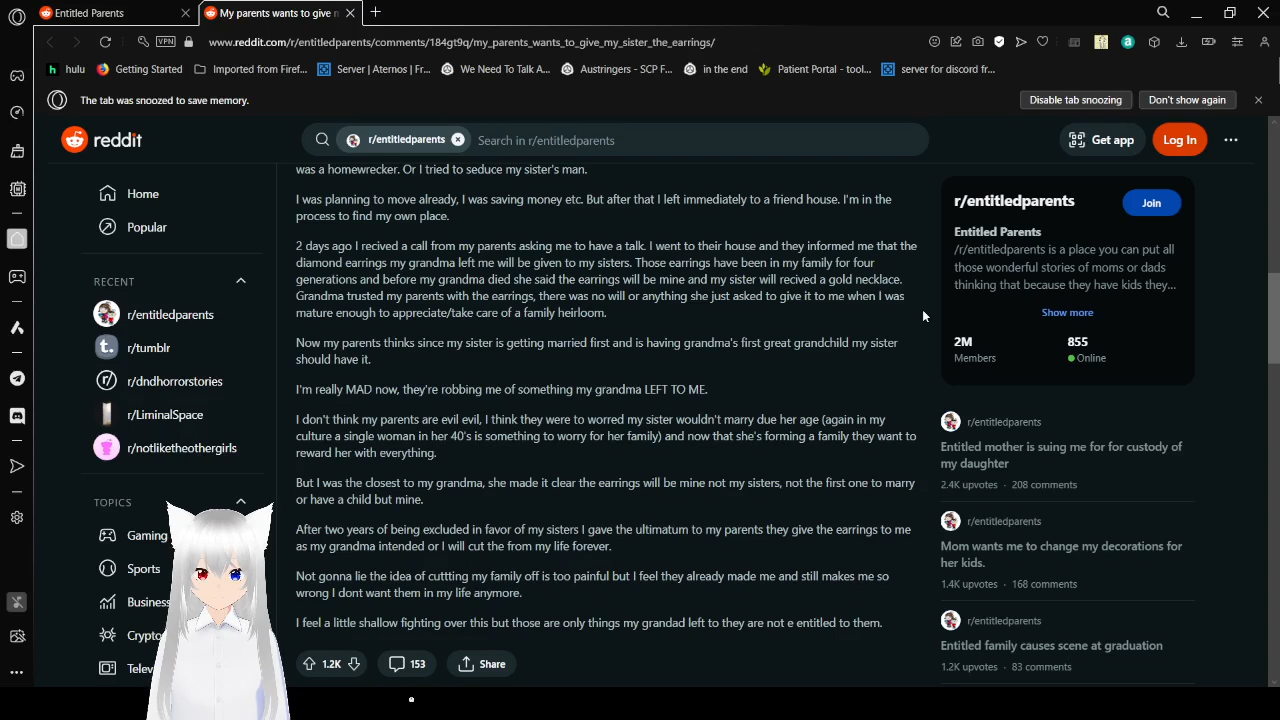 Entitled Parents
My parents wants to give n
VPN
www.reddit.com/r/entitledparents/comments/184gt9q/my_parents_wants_to_give_my_sister_the_earrings/
hulu
Getting Started
Imported from Firef...
Server | Aternos | Fr...
We Need To Talk A...
Austringers - SCP F...
in the end
Patient Portal - tool...
server for discord fr...
The tab was snoozed to save memory.
Disable tab snoozing
Don't show again
reddit
r/entitledparents
Search in r/entitledparents
Get app
Log In
Home
Popular
RECENT
r/entitledparents
r/tumblr
r/dndhorrorstories
r/LiminalSpace
r/notliketheothergirls
TOPICS
Gaming
Sports
Business
Crypto
Telev
was a homewrecker. Or I tried to seduce my sister's man.
I was planning to move already, I was saving money etc. But after that I left immediately to a friend house. I'm in the
process to find my own place.
2 days ago I recived a call from my parents asking me to have a talk. I went to their house and they informed me that the
diamond earrings my grandma left me will be given to my sisters. Those earrings have been in my family for four
generations and before my grandma died she said the earrings will be mine and my sister will recived a gold necklace.
Grandma trusted my parents with the earrings, there was no will or anything she just asked to give it to me when I was
mature enough to appreciate/take care of a family heirloom.
Now my parents thinks since my sister is getting married first and is having grandma's first great grandchild my sister
should have it.
I'm really MAD now, they're robbing me of something my grandma LEFT TO ME.
I don't think my parents are evil evil, I think they were to worred my sister wouldn't marry due her age (again in my
culture a single woman in her 40's is something to worry for her family) and now that she's forming a family they want to
reward her with everything.
But I was the closest to my grandma, she made it clear the earrings will be mine not my sisters, not the first one to marry
or have a child but mine.
After two years of being excluded in favor of my sisters I gave the ultimatum to my parents they give the earrings to me
as my grandma intended or I will cut the from my life forever.
Not gonna lie the idea of cuttting my family off is too painful but I feel they already made me and still makes me so
wrong I dont want them in my life anymore.
I feel a little shallow fighting over this but those are only things my grandad left to they are not e entitled to them.
1.2K
153
Share
r/entitledparents
Join
Entitled Parents
/r/entitledparents is a place you can put all
those wonderful stories of moms or dads
thinking that because they have kids they...
Show more
2M
855
Members
Online
r/entitledparents
Entitled mother is suing me for for custody of
my daughter
2.4K upvotes · 208 comments
r/entitledparents
Mom wants me to change my decorations for
her kids.
1.4K upvotes · 168 comments
r/entitledparents
Entitled family causes scene at graduation
1.2K upvotes · 83 comments